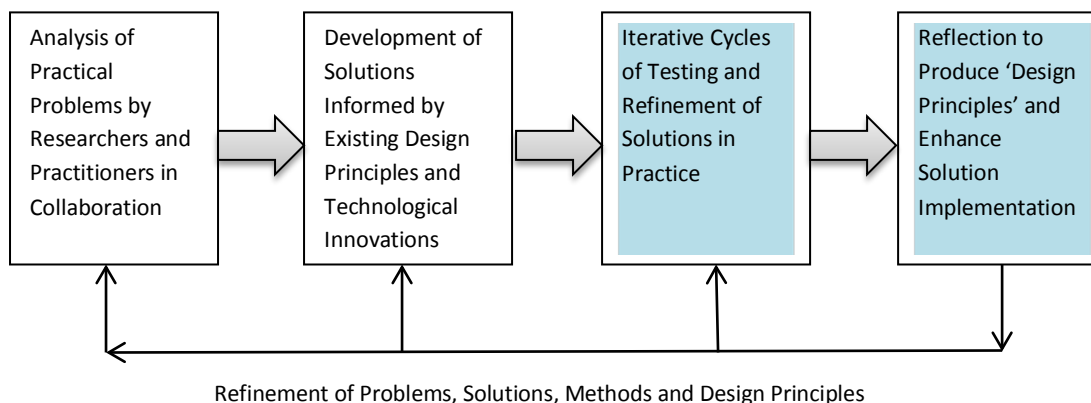 Analysis of
Practical
Problems by
Researchers and
Practitioners in
Collaboration
Development of
Solutions
Informed by
Existing Design
Principles and
Technological
Innovations
Iterative Cycles
of Testing and
Refinement of
Solutions in
Practice
Reflection to
Produce ‘Design
Principles’ and
Enhance
Solution
Implementation
Refinement of Problems, Solutions, Methods and Design Principles